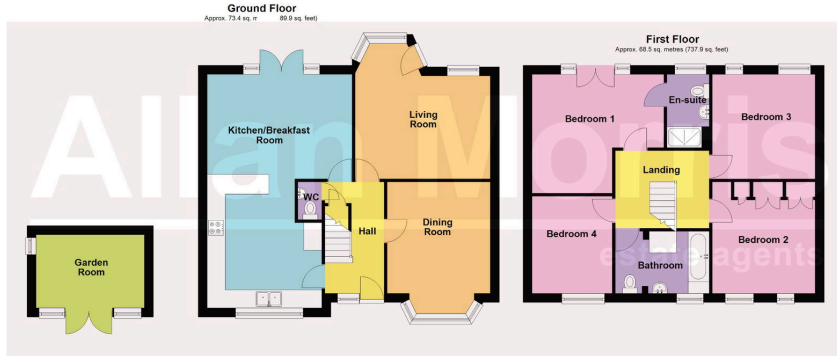 Ground Floor
Approx. 73.4 sq. m 89.9 sq. feet)
First Floor
Approx. 68.5 sq. metres (737.9 sq. feet)
Kitchen/Breakfast
Room
Living
Room
WC
Hall
Dining
Room
Garden
Room
Bedroom 1
En-suite
Bedroom 3
Landing
Bedroom 4
Bathroom
Bedroom 2
Allan Morris
estate agents